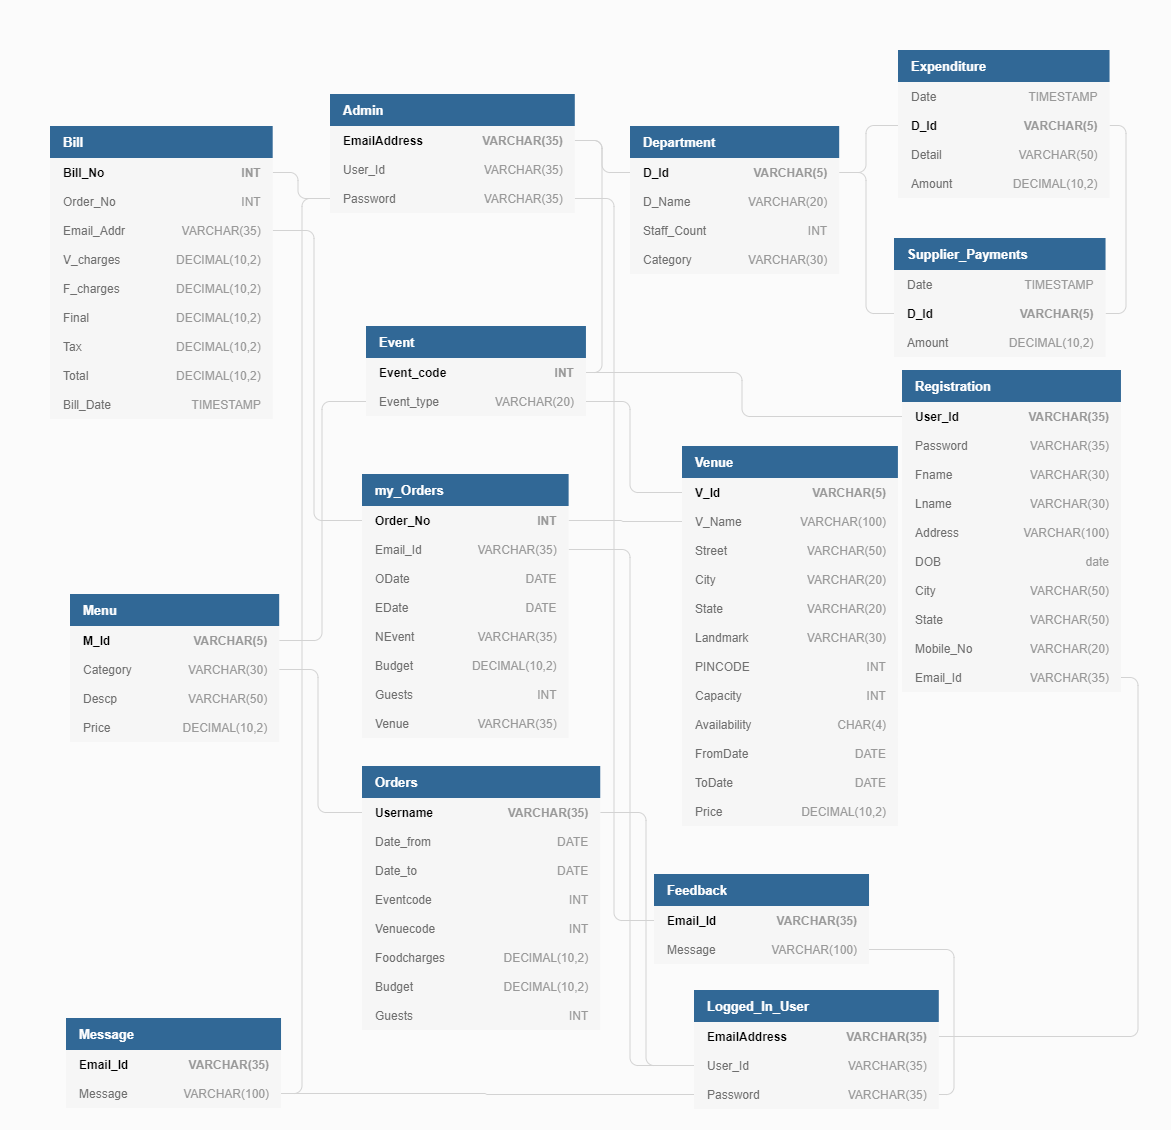 Bill
Bill_No INT
Order_No INT
Email_Addr VARCHAR(35)
V_charges DECIMAL(10,2)
F_charges DECIMAL(10,2)
Final DECIMAL(10,2)
Tax DECIMAL(10,2)
Total DECIMAL(10,2)
Bill_Date TIMESTAMP
Admin
EmailAddress VARCHAR(35)
User_Id VARCHAR(35)
Password VARCHAR(35)
Department
D_Id VARCHAR(5)
D_Name VARCHAR(20)
Staff_Count INT
Category VARCHAR(30)
Expenditure
Date TIMESTAMP
D_Id VARCHAR(5)
Detail VARCHAR(50)
Amount DECIMAL(10,2)
Supplier_Payments
Date TIMESTAMP
D_Id VARCHAR(5)
Amount DECIMAL(10,2)
Event
Event_code INT
Event_type VARCHAR(20)
Registration
User_Id VARCHAR(35)
Password VARCHAR(35)
Fname VARCHAR(30)
Lname VARCHAR(30)
Address VARCHAR(100)
DOB date
City VARCHAR(50)
State VARCHAR(50)
Mobile_No VARCHAR(20)
Email_Id VARCHAR(35)
Venue
V_Id VARCHAR(5)
V_Name VARCHAR(100)
Street VARCHAR(50)
City VARCHAR(20)
State VARCHAR(20)
Landmark VARCHAR(30)
PINCODE INT
Capacity INT
Availability CHAR(4)
FromDate DATE
ToDate DATE
Price DECIMAL(10,2)
my_Orders
Order_No INT
Email_Id VARCHAR(35)
ODate DATE
EDate DATE
NEvent VARCHAR(35)
Budget DECIMAL(10,2)
Guests INT
Venue VARCHAR(35)
Menu
M_Id VARCHAR(5)
Category VARCHAR(30)
Descp VARCHAR(50)
Price DECIMAL(10,2)
Orders
Username VARCHAR(35)
Date_from DATE
Date_to DATE
Eventcode INT
Venuecode INT
Foodcharges DECIMAL(10,2)
Budget DECIMAL(10,2)
Guests INT
Feedback
Email_Id VARCHAR(35)
Message VARCHAR(100)
Logged_In_User
EmailAddress VARCHAR(35)
User_Id VARCHAR(35)
Password VARCHAR(35)
Message
Email_Id VARCHAR(35)
Message VARCHAR(100)